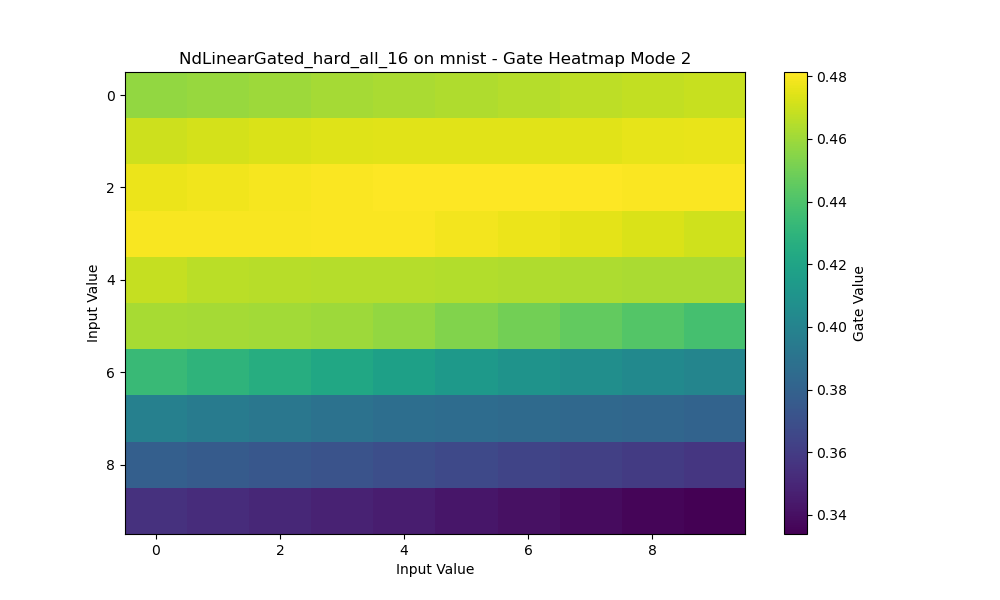 NdLinearGated_hard_all_16 on mnist - Gate Heatmap Mode 2
0
2
4
6
8
Input Value
0 2 4 6 8
Input Value
0.48
0.46
0.44
0.42
0.40
0.38
0.36
0.34
Gate Value